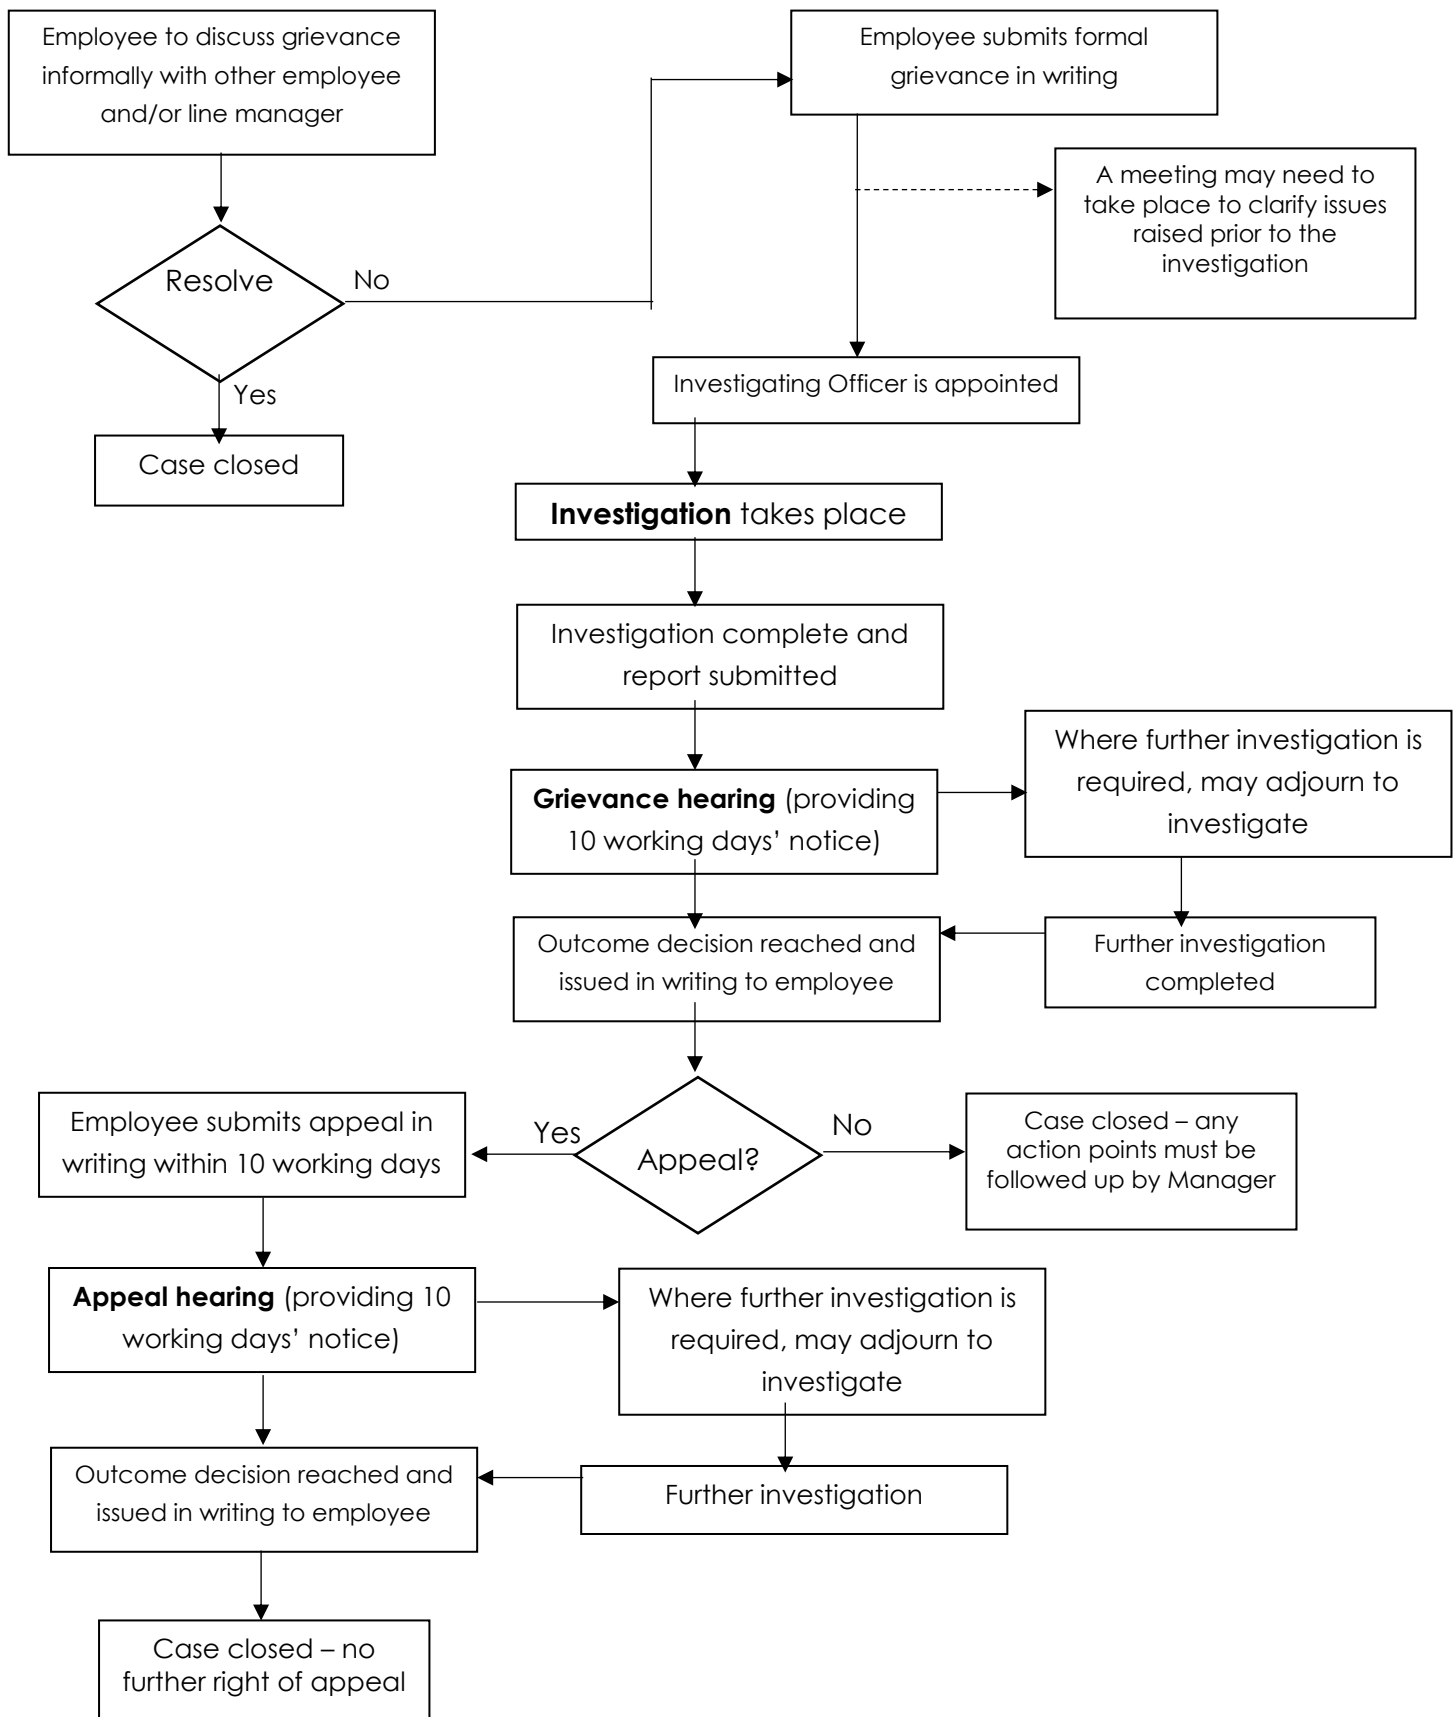 Employee to discuss grievance
informally with other employee
and/or line manager
Employee submits formal
grievance in writing
A meeting may need to
take place to clarify issues
raised prior to the
investigation
Resolve
No
Yes
Case closed
Investigating Officer is appointed
Investigation takes place
Investigation complete and
report submitted
Grievance hearing (providing
10 working days’ notice)
Where further investigation is
required, may adjourn to
investigate
Outcome decision reached and
issued in writing to employee
Further investigation
completed
Appeal?
Yes
No
Employee submits appeal in
writing within 10 working days
Case closed – any
action points must be
followed up by Manager
Appeal hearing (providing 10
working days’ notice)
Where further investigation is
required, may adjourn to
investigate
Outcome decision reached and
issued in writing to employee
Further investigation
Case closed – no
further right of appeal